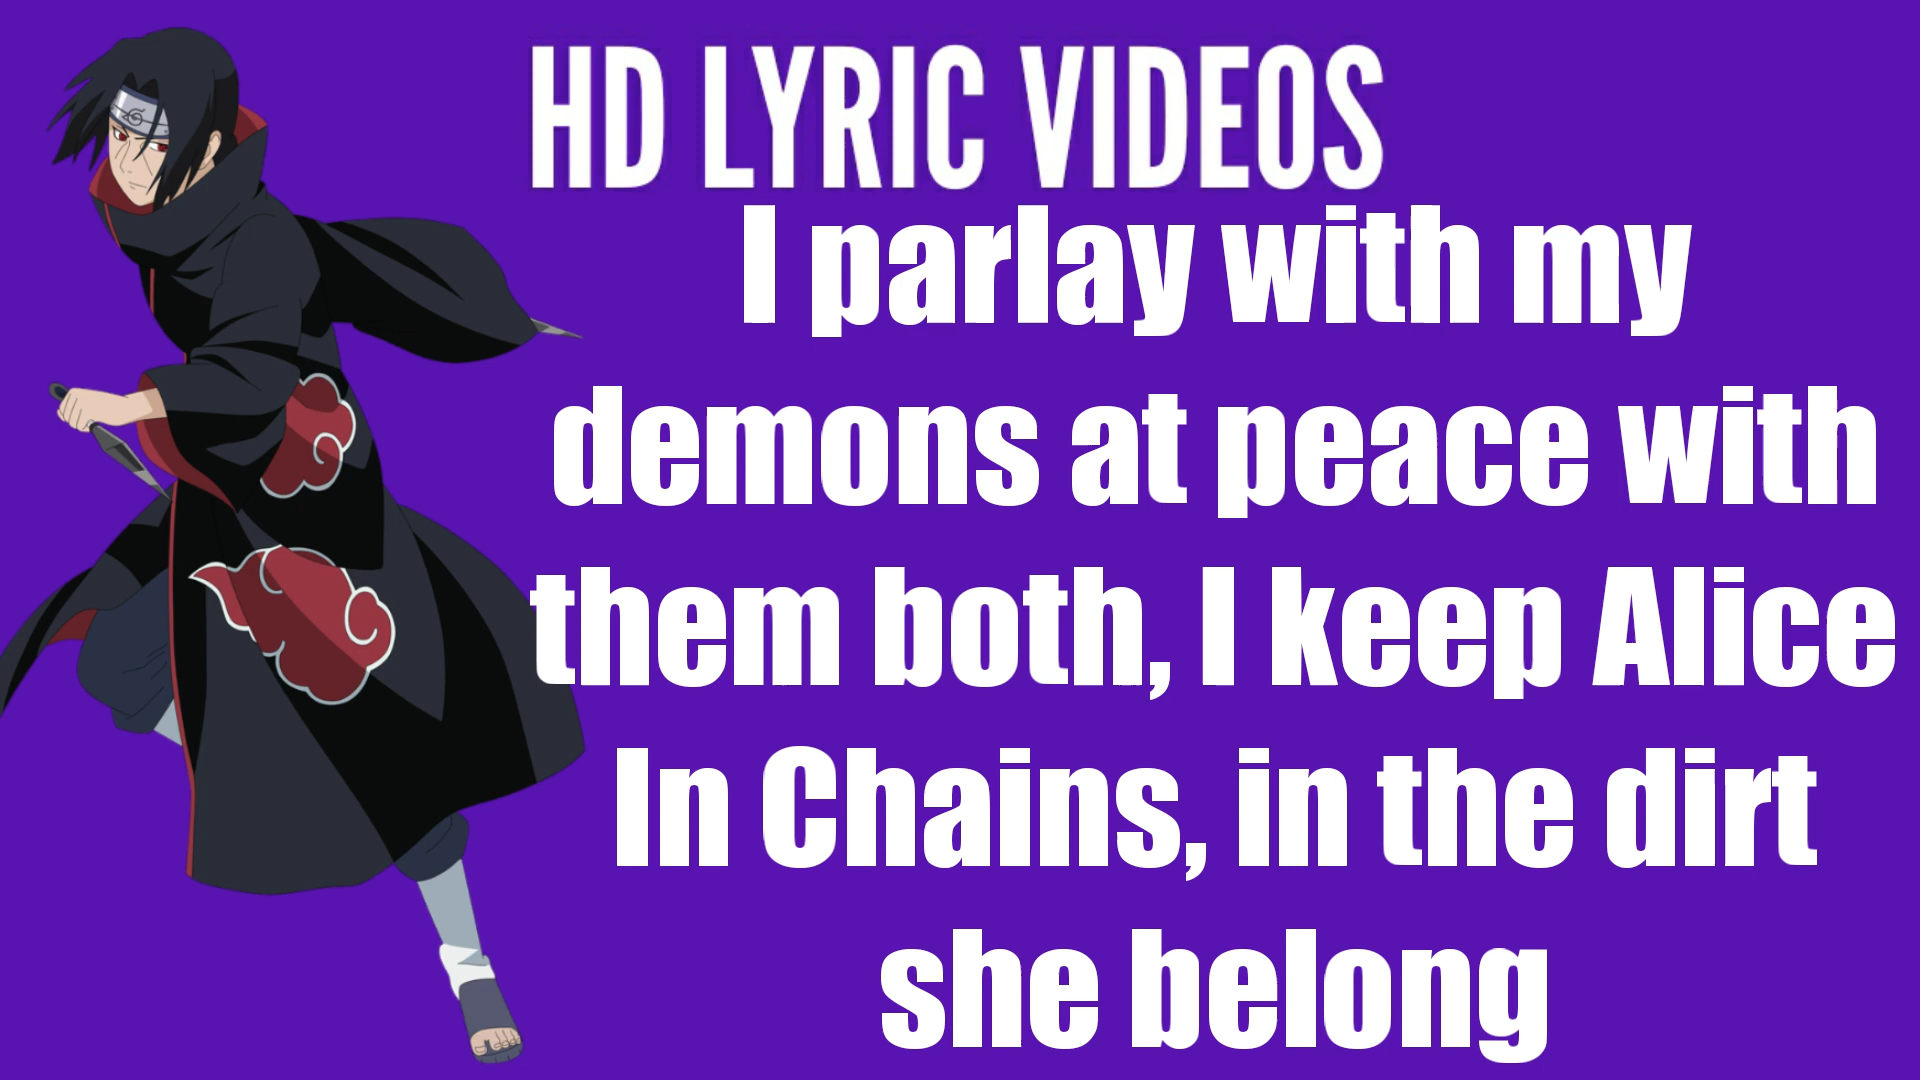 HD LYRIC VIDEOS
I parlay with my
demons at peace with
them both, I keep Alice
In Chains, in the dirt
she belong